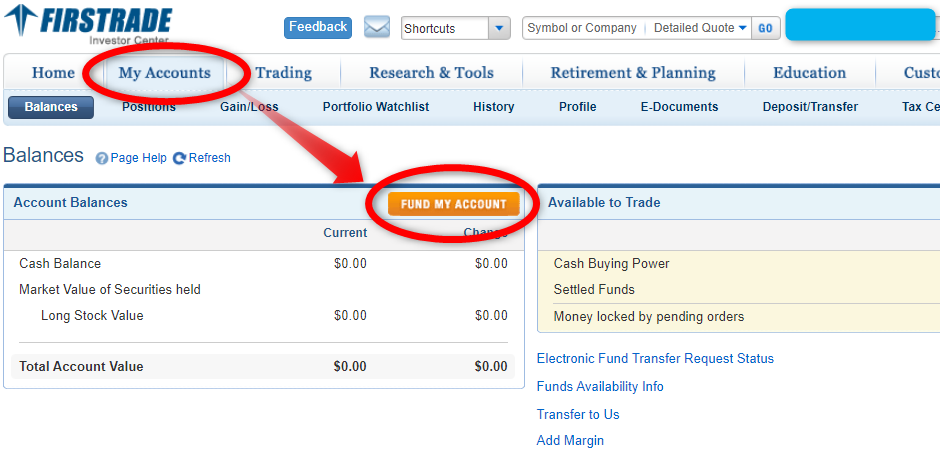 FIRSTRADE
Investor Center
Feedback
Shortcuts
Symbol or Company
Detailed Quote
GO
Home
My Accounts
Trading
Research & Tools
Retirement & Planning
Education
Balances
Positions
Gain/Loss
Portfolio Watchlist
History
Profile
E-Documents
Deposit/Transfer
Tax
Balances
? Page Help
Refresh
Account Balances
FUND MY ACCOUNT
Available to Trade
Current
Change
Cash Balance $0.00 $0.00
Cash Buying Power
Market Value of Securities held
Settled Funds
Long Stock Value $0.00 $0.00
Money locked by pending orders
Total Account Value $0.00 $0.00
Electronic Fund Transfer Request Status
Funds Availability Info
Transfer to Us
Add Margin